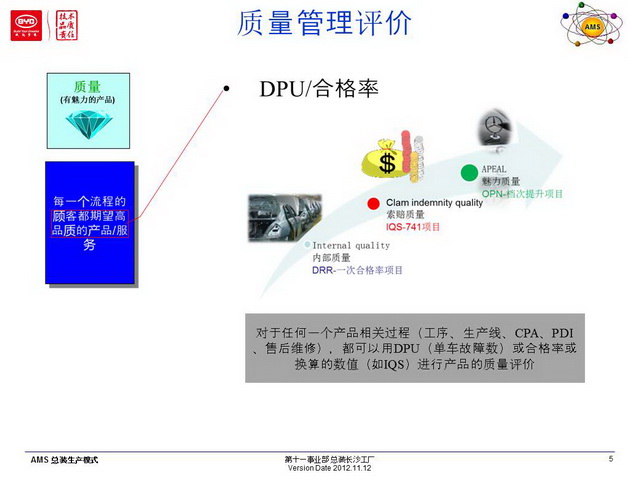 BYD
技术
品质
责任
质量管理评价
AMS
质量
(有魅力的产品)
• DPU/合格率
每一个流程的
顾客都期望高
品质的产品/服
务
APEAL
魅力质量
OPN-档次提升项目
Clam indemnity quality
索赔质量
IQS-741项目
Internal quality
内部质量
DRR-一次合格率项目
对于任何一个产品相关过程（工序、生产线、CPA、PDI
、售后维修），都可以用DPU（单车故障数）或合格率或
换算的数值（如IQS）进行产品的质量评价
AMS 总装生产模式
第十一事业部 总装长沙工厂
Version Date 2012.11.12
5